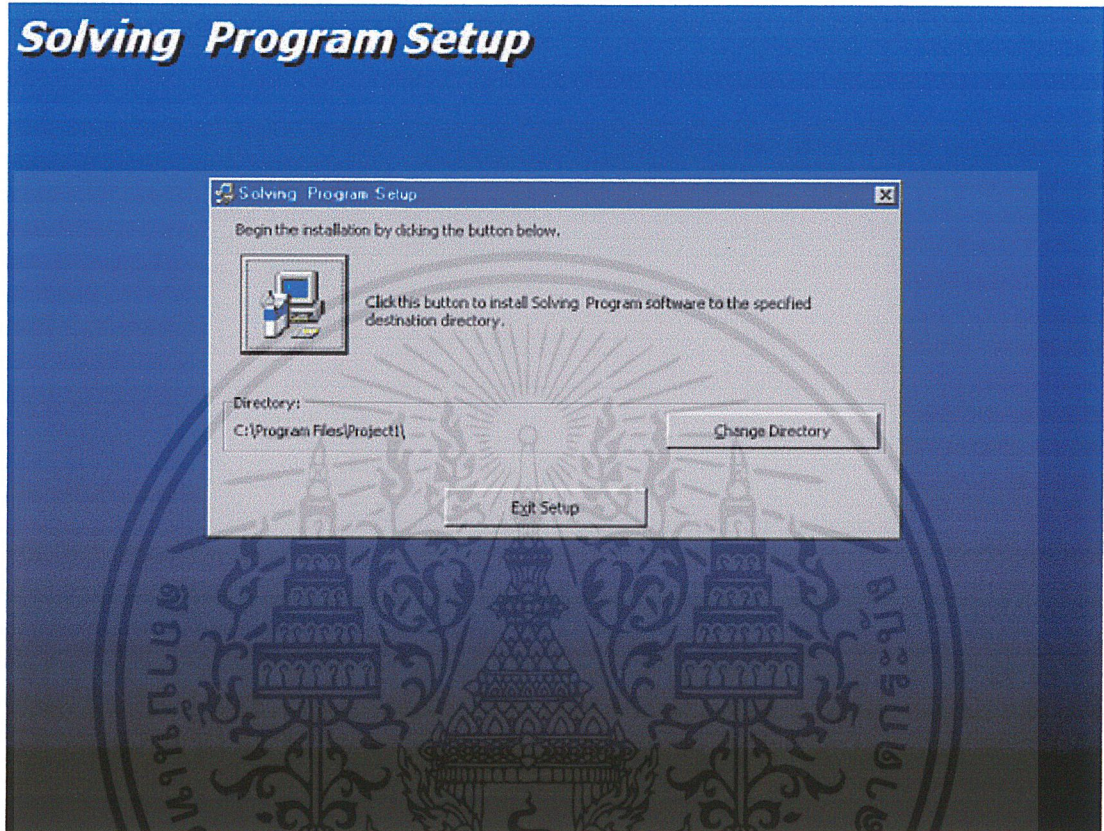 Solving Program Setup
Solving Program Setup
Begin the installation by clicking the button below.
Click this button to install Solving Program software to the specified
destination directory.
Directory:
C:\Program Files\Project1\
Change Directory
Exit Setup